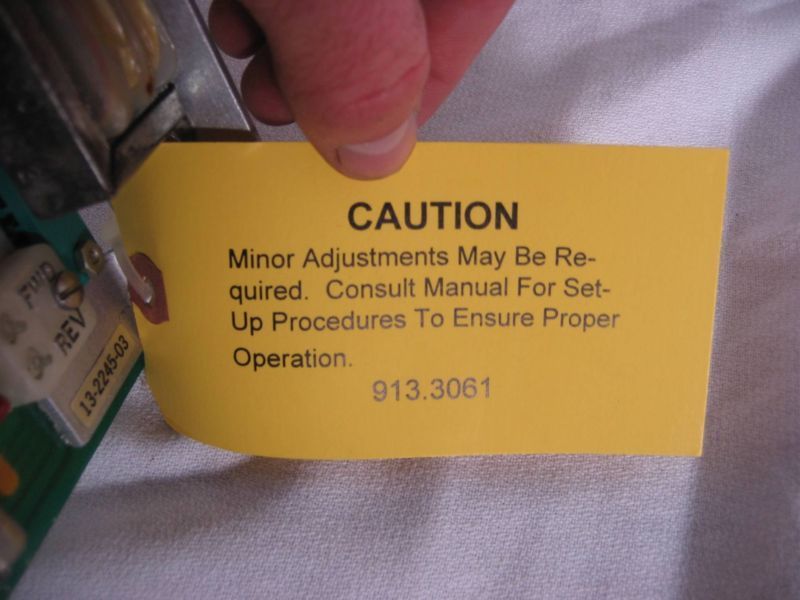 CAUTION
Minor Adjustments May Be Re-
quired. Consult Manual For Set-
Up Procedures To Ensure Proper
Operation.
913.3061
FWD
REV
13-2245-03